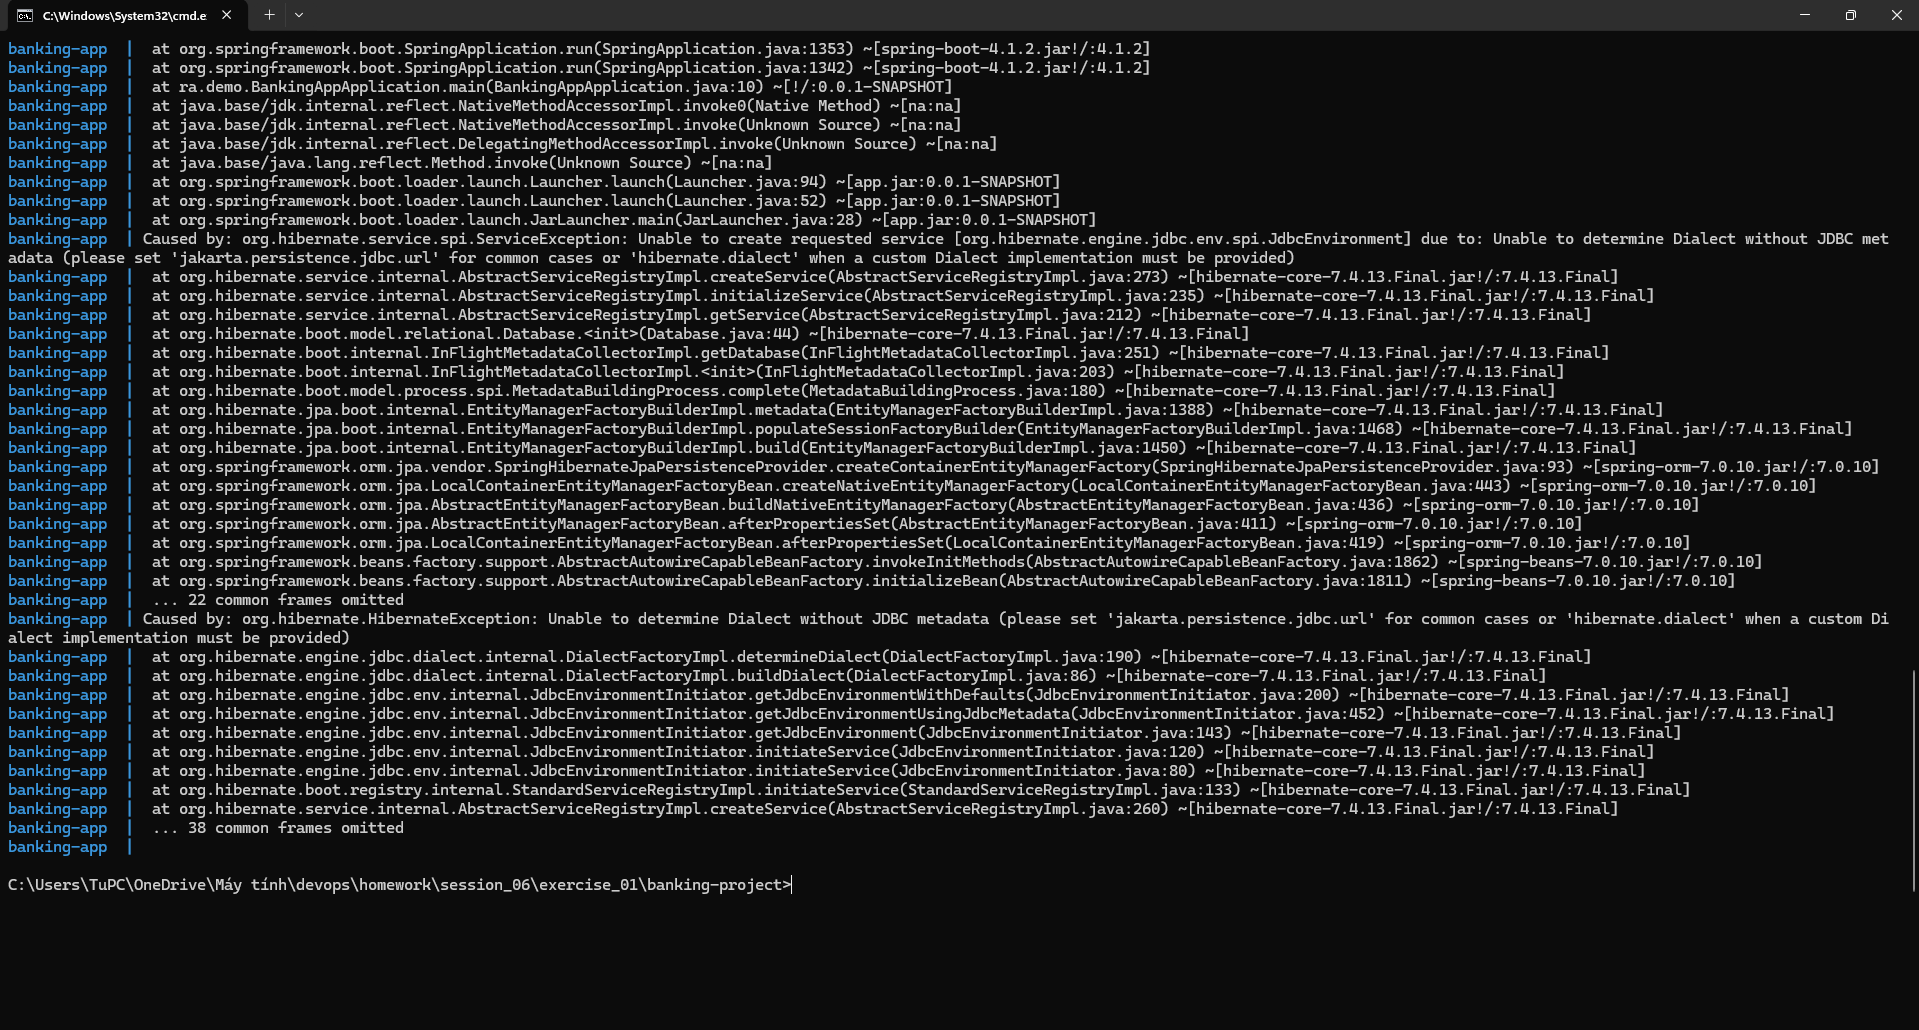 C:\Windows\System32\cmd.e
banking-app | at org.springframework.boot.SpringApplication.run(SpringApplication.java:1353) ~[spring-boot-4.1.2.jar!/:4.1.2]
banking-app | at org.springframework.boot.SpringApplication.run(SpringApplication.java:1342) ~[spring-boot-4.1.2.jar!/:4.1.2]
banking-app | at ra.demo.BankingAppApplication.main(BankingAppApplication.java:10) ~[!/:0.0.1-SNAPSHOT]
banking-app | at java.base/jdk.internal.reflect.NativeMethodAccessorImpl.invoke0(Native Method) ~[na:na]
banking-app | at java.base/jdk.internal.reflect.NativeMethodAccessorImpl.invoke(Unknown Source) ~[na:na]
banking-app | at java.base/jdk.internal.reflect.DelegatingMethodAccessorImpl.invoke(Unknown Source) ~[na:na]
banking-app | at java.base/java.lang.reflect.Method.invoke(Unknown Source) ~[na:na]
banking-app | at org.springframework.boot.loader.launch.Launcher.launch(Launcher.java:94) ~[app.jar:0.0.1-SNAPSHOT]
banking-app | at org.springframework.boot.loader.launch.Launcher.launch(Launcher.java:52) ~[app.jar:0.0.1-SNAPSHOT]
banking-app | at org.springframework.boot.loader.launch.JarLauncher.main(JarLauncher.java:28) ~[app.jar:0.0.1-SNAPSHOT]
banking-app | Caused by: org.hibernate.service.spi.ServiceException: Unable to create requested service [org.hibernate.engine.jdbc.env.spi.JdbcEnvironment] due to: Unable to determine Dialect without JDBC met
adata (please set 'jakarta.persistence.jdbc.url' for common cases or 'hibernate.dialect' when a custom Dialect implementation must be provided)
banking-app | at org.hibernate.service.internal.AbstractServiceRegistryImpl.createService(AbstractServiceRegistryImpl.java:273) ~[hibernate-core-7.4.13.Final.jar!/:7.4.13.Final]
banking-app | at org.hibernate.service.internal.AbstractServiceRegistryImpl.initializeService(AbstractServiceRegistryImpl.java:235) ~[hibernate-core-7.4.13.Final.jar!/:7.4.13.Final]
banking-app | at org.hibernate.service.internal.AbstractServiceRegistryImpl.getService(AbstractServiceRegistryImpl.java:212) ~[hibernate-core-7.4.13.Final.jar!/:7.4.13.Final]
banking-app | at org.hibernate.boot.model.relational.Database.<init>(Database.java:44) ~[hibernate-core-7.4.13.Final.jar!/:7.4.13.Final]
banking-app | at org.hibernate.boot.internal.InFlightMetadataCollectorImpl.getDatabase(InFlightMetadataCollectorImpl.java:251) ~[hibernate-core-7.4.13.Final.jar!/:7.4.13.Final]
banking-app | at org.hibernate.boot.internal.InFlightMetadataCollectorImpl.<init>(InFlightMetadataCollectorImpl.java:203) ~[hibernate-core-7.4.13.Final.jar!/:7.4.13.Final]
banking-app | at org.hibernate.boot.model.process.spi.MetadataBuildingProcess.complete(MetadataBuildingProcess.java:180) ~[hibernate-core-7.4.13.Final.jar!/:7.4.13.Final]
banking-app | at org.hibernate.jpa.boot.internal.EntityManagerFactoryBuilderImpl.metadata(EntityManagerFactoryBuilderImpl.java:1388) ~[hibernate-core-7.4.13.Final.jar!/:7.4.13.Final]
banking-app | at org.hibernate.jpa.boot.internal.EntityManagerFactoryBuilderImpl.populateSessionFactoryBuilder(EntityManagerFactoryBuilderImpl.java:1468) ~[hibernate-core-7.4.13.Final.jar!/:7.4.13.Final]
banking-app | at org.hibernate.jpa.boot.internal.EntityManagerFactoryBuilderImpl.build(EntityManagerFactoryBuilderImpl.java:1450) ~[hibernate-core-7.4.13.Final.jar!/:7.4.13.Final]
banking-app | at org.springframework.orm.jpa.vendor.SpringHibernateJpaPersistenceProvider.createContainerEntityManagerFactory(SpringHibernateJpaPersistenceProvider.java:93) ~[spring-orm-7.0.10.jar!/:7.0.10]
banking-app | at org.springframework.orm.jpa.LocalContainerEntityManagerFactoryBean.createNativeEntityManagerFactory(LocalContainerEntityManagerFactoryBean.java:443) ~[spring-orm-7.0.10.jar!/:7.0.10]
banking-app | at org.springframework.orm.jpa.AbstractEntityManagerFactoryBean.buildNativeEntityManagerFactory(AbstractEntityManagerFactoryBean.java:436) ~[spring-orm-7.0.10.jar!/:7.0.10]
banking-app | at org.springframework.orm.jpa.AbstractEntityManagerFactoryBean.afterPropertiesSet(AbstractEntityManagerFactoryBean.java:411) ~[spring-orm-7.0.10.jar!/:7.0.10]
banking-app | at org.springframework.orm.jpa.LocalContainerEntityManagerFactoryBean.afterPropertiesSet(LocalContainerEntityManagerFactoryBean.java:419) ~[spring-orm-7.0.10.jar!/:7.0.10]
banking-app | at org.springframework.beans.factory.support.AbstractAutowireCapableBeanFactory.invokeInitMethods(AbstractAutowireCapableBeanFactory.java:1862) ~[spring-beans-7.0.10.jar!/:7.0.10]
banking-app | at org.springframework.beans.factory.support.AbstractAutowireCapableBeanFactory.initializeBean(AbstractAutowireCapableBeanFactory.java:1811) ~[spring-beans-7.0.10.jar!/:7.0.10]
banking-app | ... 22 common frames omitted
banking-app | Caused by: org.hibernate.HibernateException: Unable to determine Dialect without JDBC metadata (please set 'jakarta.persistence.jdbc.url' for common cases or 'hibernate.dialect' when a custom Di
alect implementation must be provided)
banking-app | at org.hibernate.engine.jdbc.dialect.internal.DialectFactoryImpl.determineDialect(DialectFactoryImpl.java:190) ~[hibernate-core-7.4.13.Final.jar!/:7.4.13.Final]
banking-app | at org.hibernate.engine.jdbc.dialect.internal.DialectFactoryImpl.buildDialect(DialectFactoryImpl.java:86) ~[hibernate-core-7.4.13.Final.jar!/:7.4.13.Final]
banking-app | at org.hibernate.engine.jdbc.env.internal.JdbcEnvironmentInitiator.getJdbcEnvironmentWithDefaults(JdbcEnvironmentInitiator.java:200) ~[hibernate-core-7.4.13.Final.jar!/:7.4.13.Final]
banking-app | at org.hibernate.engine.jdbc.env.internal.JdbcEnvironmentInitiator.getJdbcEnvironmentUsingJdbcMetadata(JdbcEnvironmentInitiator.java:452) ~[hibernate-core-7.4.13.Final.jar!/:7.4.13.Final]
banking-app | at org.hibernate.engine.jdbc.env.internal.JdbcEnvironmentInitiator.getJdbcEnvironment(JdbcEnvironmentInitiator.java:143) ~[hibernate-core-7.4.13.Final.jar!/:7.4.13.Final]
banking-app | at org.hibernate.engine.jdbc.env.internal.JdbcEnvironmentInitiator.initiateService(JdbcEnvironmentInitiator.java:120) ~[hibernate-core-7.4.13.Final.jar!/:7.4.13.Final]
banking-app | at org.hibernate.engine.jdbc.env.internal.JdbcEnvironmentInitiator.initiateService(JdbcEnvironmentInitiator.java:80) ~[hibernate-core-7.4.13.Final.jar!/:7.4.13.Final]
banking-app | at org.hibernate.boot.registry.internal.StandardServiceRegistryImpl.initiateService(StandardServiceRegistryImpl.java:133) ~[hibernate-core-7.4.13.Final.jar!/:7.4.13.Final]
banking-app | at org.hibernate.service.internal.AbstractServiceRegistryImpl.createService(AbstractServiceRegistryImpl.java:260) ~[hibernate-core-7.4.13.Final.jar!/:7.4.13.Final]
banking-app | ... 38 common frames omitted
banking-app |
C:\Users\TuPC\OneDrive\Máy tính\devops\homework\session_06\exercise_01\banking-project>